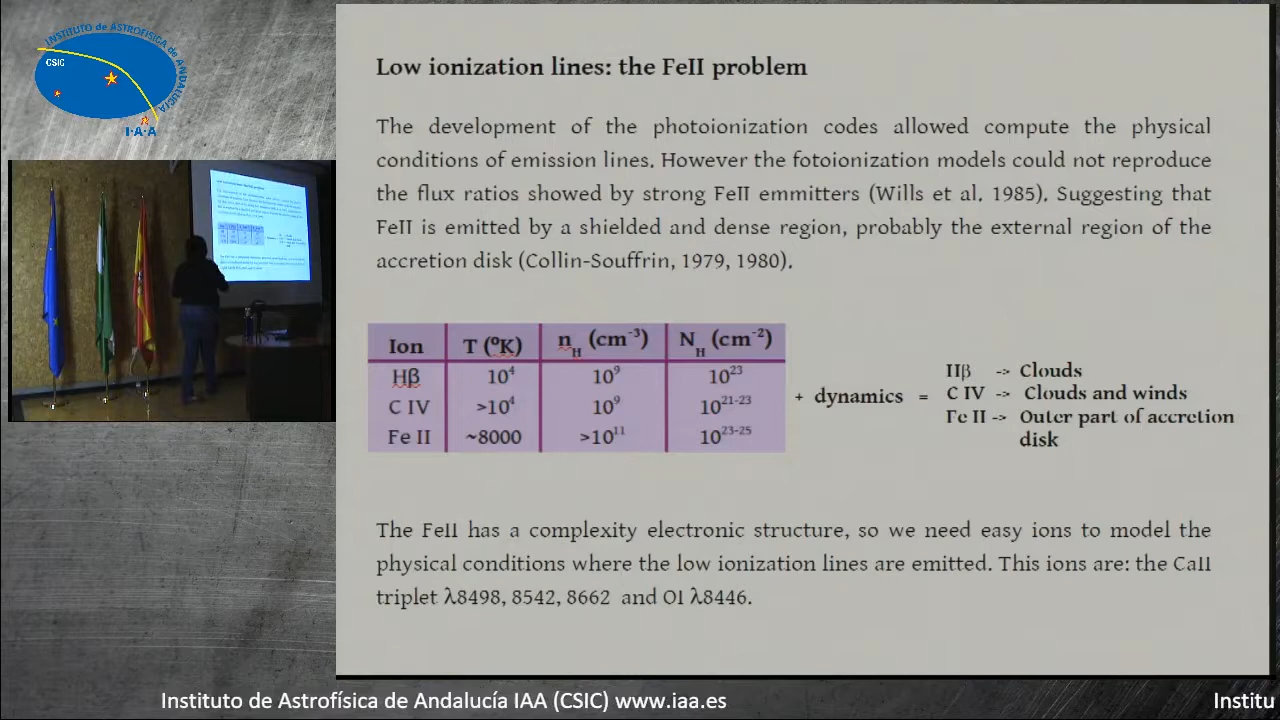 INSTITUTO de ASTROFÍSICA de ANDALUCÍA
CSIC
I·A·A
Low ionization lines: the FeII problem
The development of the photoionization codes allowed compute the physical
conditions of emission lines. However the fotoionization models could not reproduce
the flux ratios showed by strong FeII emmitters (Wills et al. 1985). Suggesting that
FeII is emitted by a shielded and dense region, probably the external region of the
accretion disk (Collin-Souffrin, 1979, 1980).
Ion T (ºK) n_H (cm⁻³) N_H (cm⁻²)
Hβ 10⁴ 10⁹ 10²³
C IV >10⁴ 10⁹ 10²¹⁻²³
Fe II ~8000 >10¹¹ 10²³⁻²⁵
+ dynamics =
Hβ -> Clouds
C IV -> Clouds and winds
Fe II -> Outer part of accretion
disk
The FeII has a complexity electronic structure, so we need easy ions to model the
physical conditions where the low ionization lines are emitted. This ions are: the CaII
triplet λ8498, 8542, 8662 and OI λ8446.
Instituto de Astrofísica de Andalucía IAA (CSIC) www.iaa.es
Institu